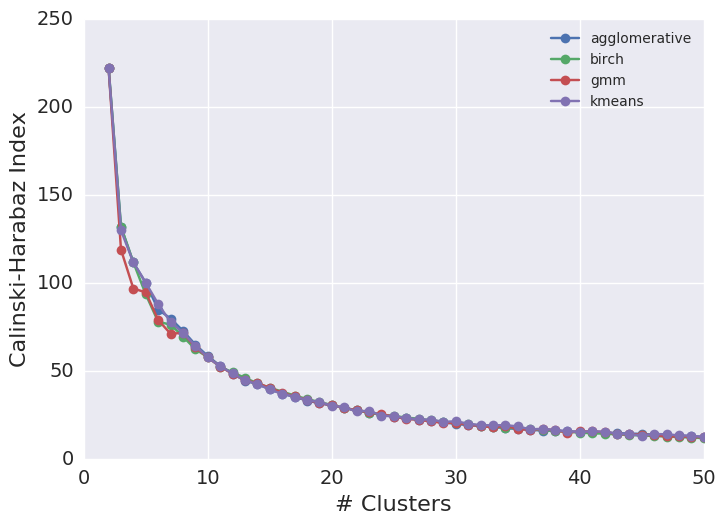 250
200
150
100
50
0
Calinski-Harabaz Index
agglomerative
birch
gmm
kmeans
0 10 20 30 40 50
# Clusters